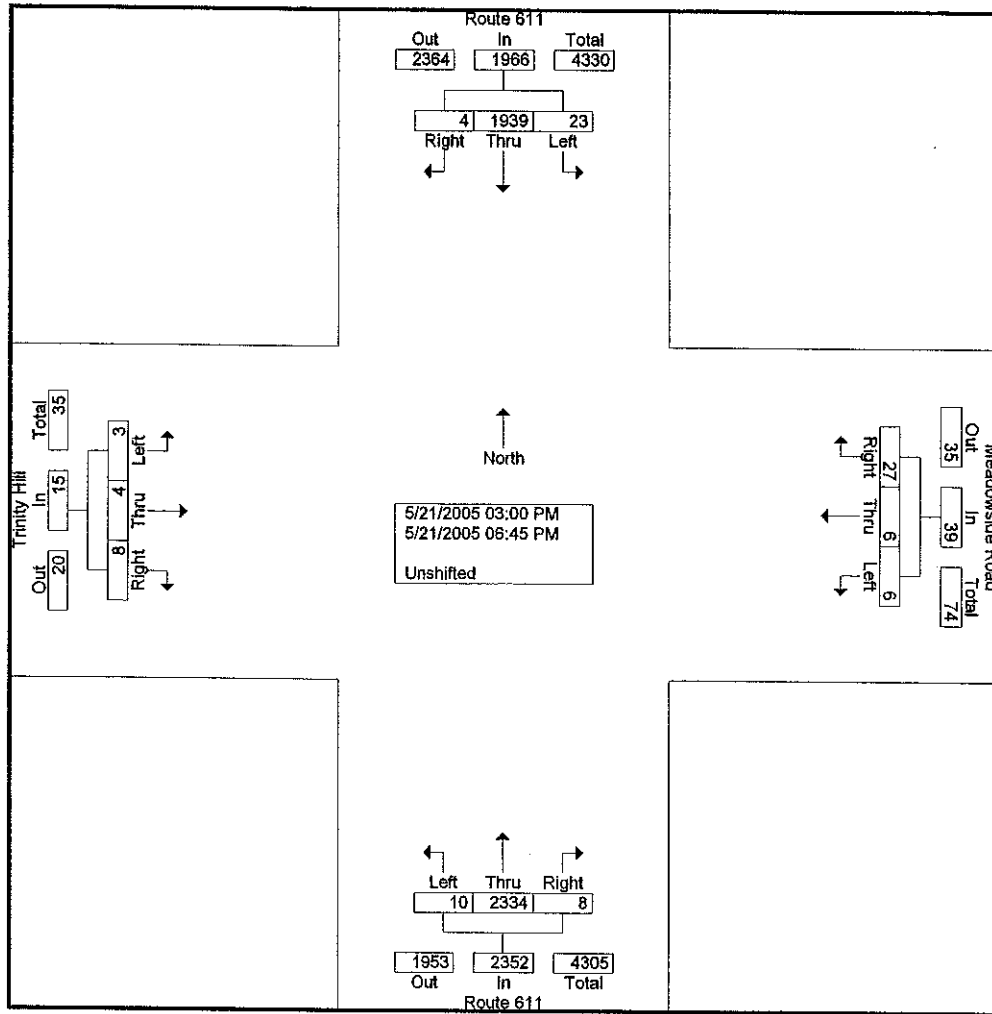 Route 611
Out In Total
2364 1966 4330
4 1939 23
Right Thru Left
North
5/21/2005 03:00 PM
5/21/2005 06:45 PM
Unshifted
Trinity Hill
Out In Total
20 15 35
3 4 8
Left Thru Right
Meadowside Road
Out In Total
35 39 74
27 6 6
Right Thru Left
Left Thru Right
10 2334 8
1953 2352 4305
Out In Total
Route 611